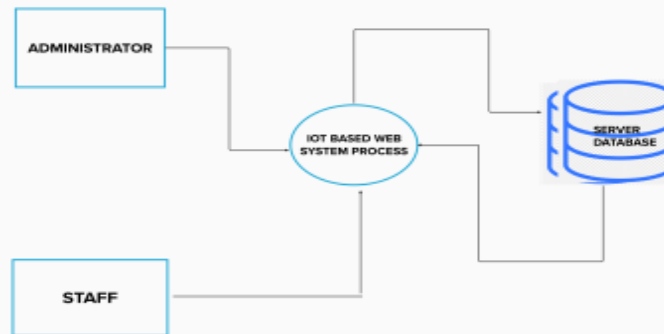 ADMINISTRATOR
IOT BASED WEB
SYSTEM PROCESS
SERVER
DATABASE
STAFF